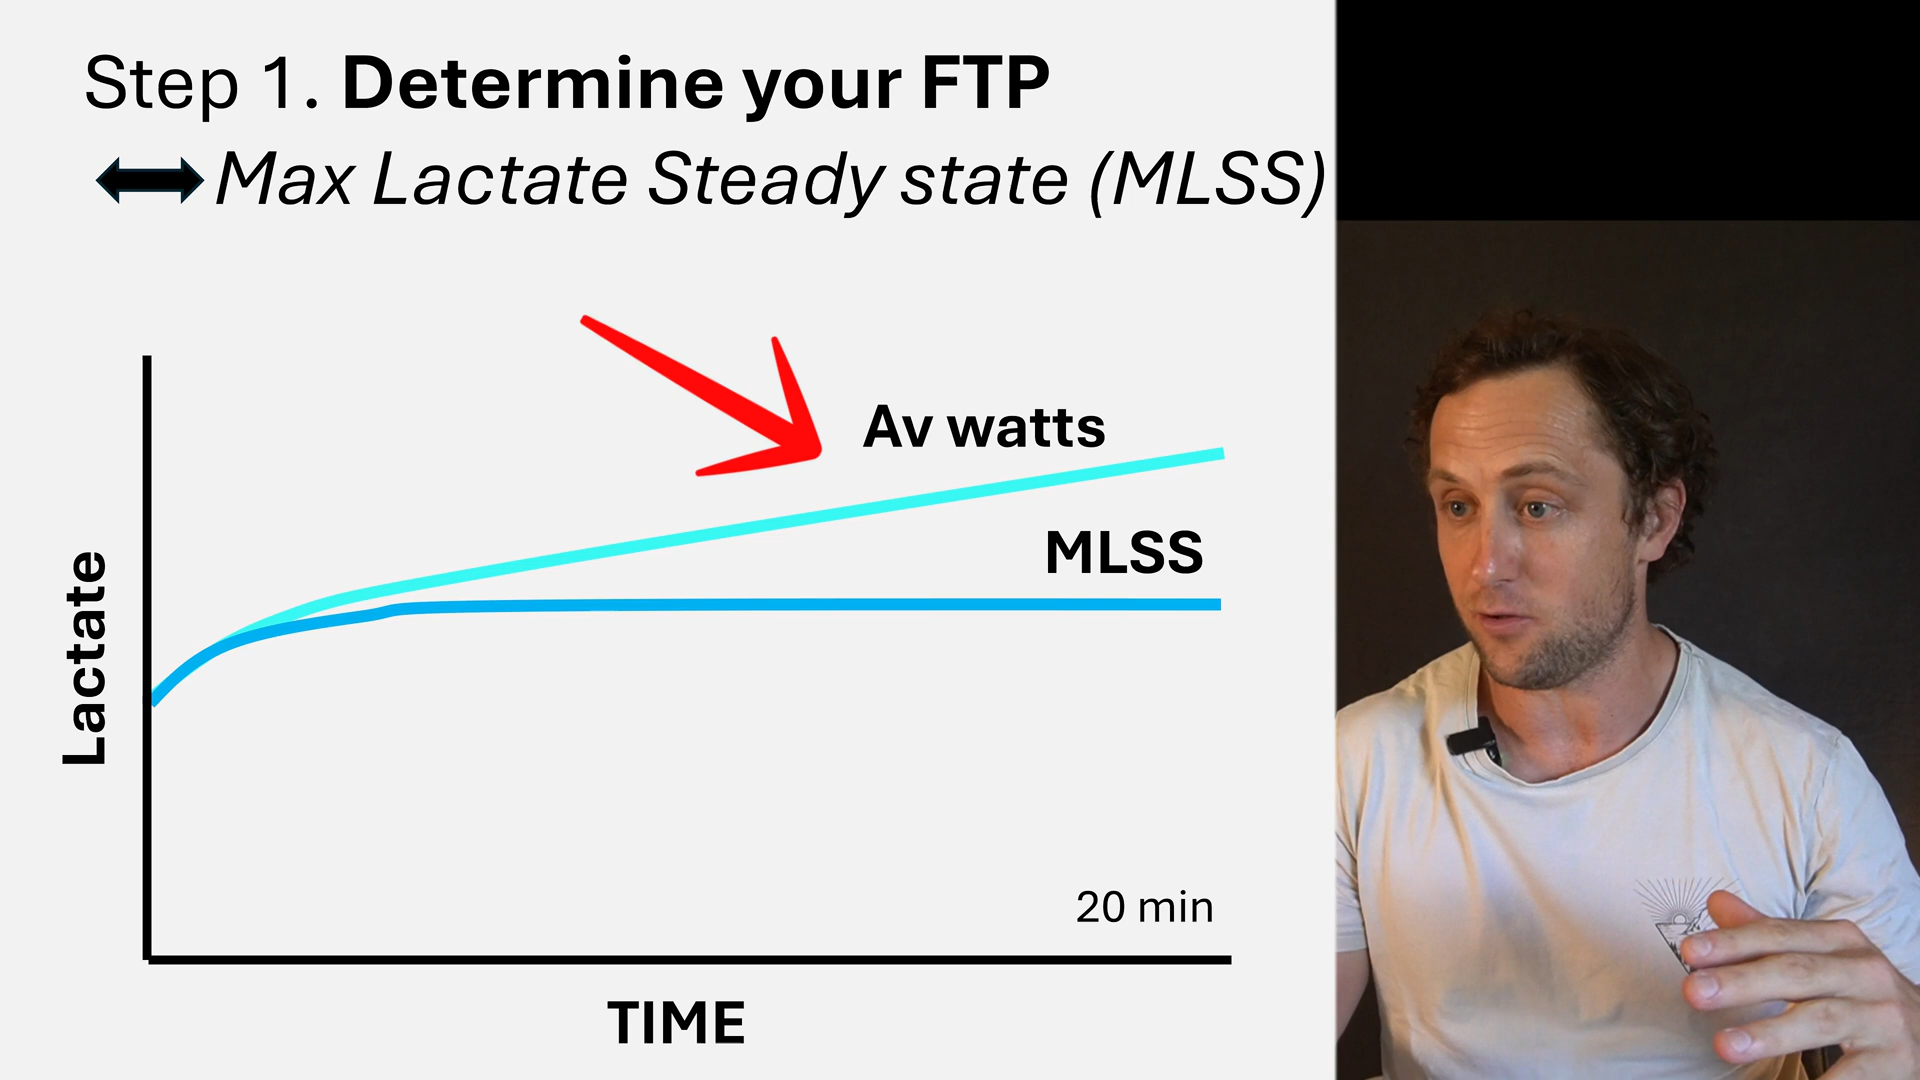 Step 1. Determine your FTP
Max Lactate Steady state (MLSS)
Av watts
MLSS
Lactate
20 min
TIME